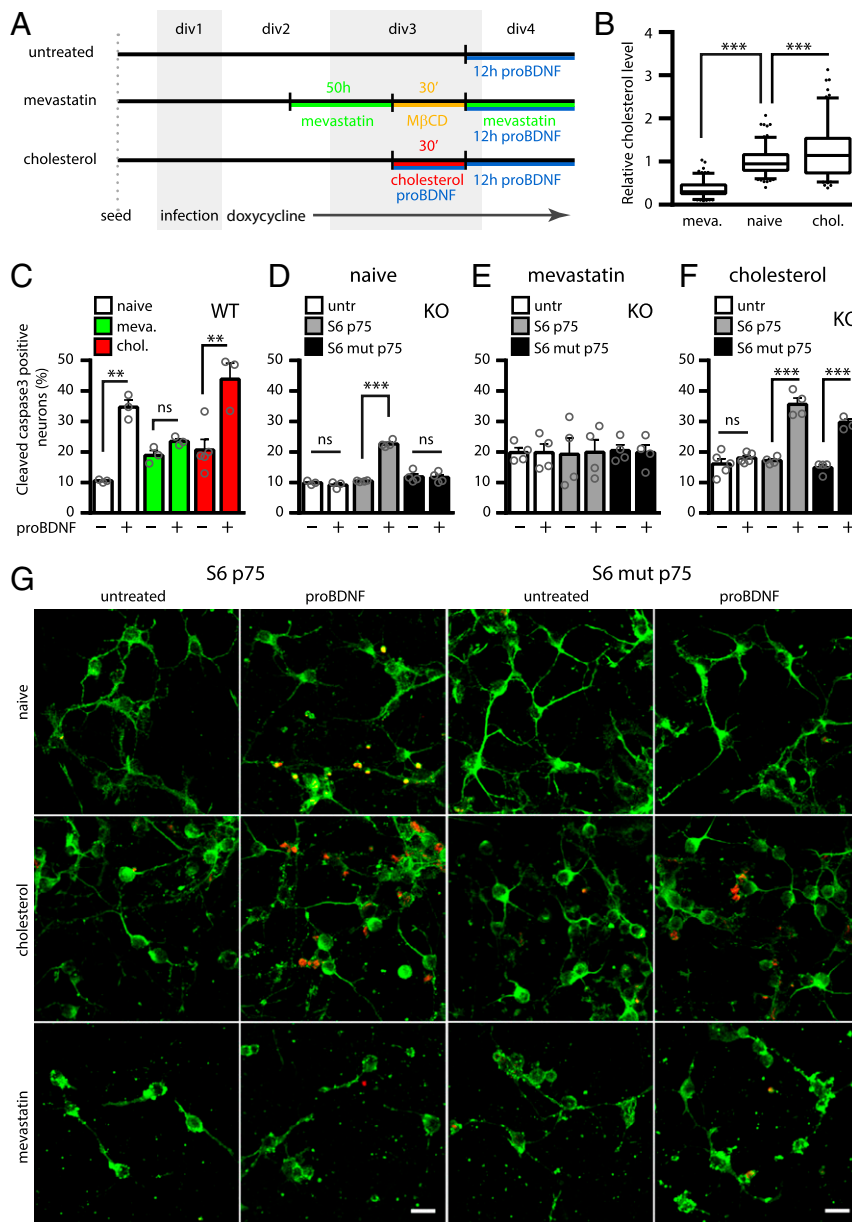 A
div1 div2 div3 div4
untreated
12h proBDNF
50h 30’
mevastatin
mevastatin MβCD mevastatin
12h proBDNF
30’
cholesterol
cholesterol 12h proBDNF
proBDNF
seed infection doxycycline
B
Relative cholesterol level
*** ***
4
3
2
1
0
meva. naive chol.
C
naive
meva.
chol.
WT
Cleaved caspase3 positive
neurons (%)
50
40
30
20
10
0
** ns **
proBDNF − + − + − +
D naive
untr
S6 p75
S6 mut p75
KO
50
40
30
20
10
0
ns *** ns
− + − + − +
E mevastatin
untr
S6 p75
S6 mut p75
KO
50
40
30
20
10
0
− + − + − +
F cholesterol
untr
S6 p75
S6 mut p75
KO
50
40
30
20
10
0
ns *** ***
− + − + − +
G
S6 p75 S6 mut p75
untreated proBDNF untreated proBDNF
naive
cholesterol
mevastatin